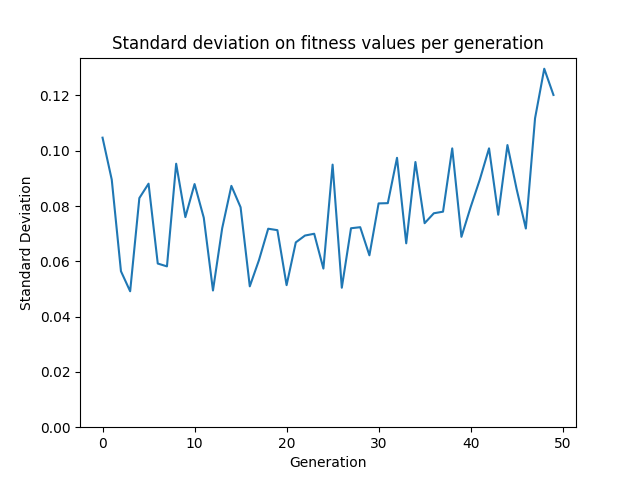 Standard deviation on fitness values per generation
0.12
0.10
0.08
0.06
0.04
0.02
0.00
Standard Deviation
0 10 20 30 40 50
Generation